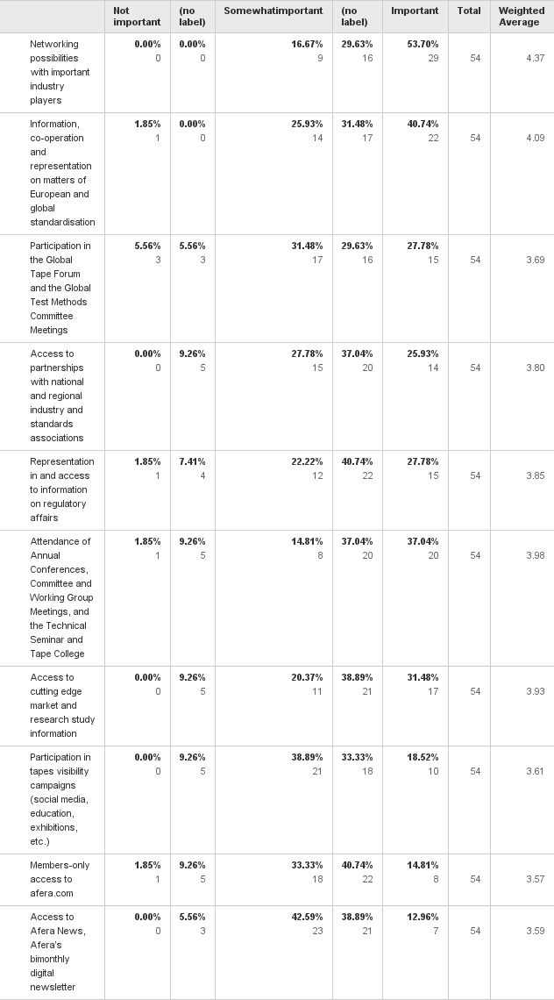 Not important (no label) Somewhatimportant (no label) Important Total Weighted Average
Networking 0.00% 0.00% 16.67% 29.63% 53.70%
possibilities 0 0 9 16 29 54 4.37
with important
industry
players
Information, 1.85% 0.00% 25.93% 31.48% 40.74%
co-operation 1 0 14 17 22 54 4.09
and
representation
on matters of
European and
global
standardisation
Participation in 5.56% 5.56% 31.48% 29.63% 27.78%
the Global 3 3 17 16 15 54 3.69
Tape Forum
and the Global
Test Methods
Committee
Meetings
Access to 0.00% 9.26% 27.78% 37.04% 25.93%
partnerships 0 5 15 20 14 54 3.80
with national
and regional
industry and
standards
associations
Representation 1.85% 7.41% 22.22% 40.74% 27.78%
in and access 1 4 12 22 15 54 3.85
to information
on regulatory
affairs
Attendance of 1.85% 9.26% 14.81% 37.04% 37.04%
Annual 1 5 8 20 20 54 3.98
Conferences,
Committee and
Working Group
Meetings, and
the Technical
Seminar and
Tape College
Access to 0.00% 9.26% 20.37% 38.89% 31.48%
cutting edge 0 5 11 21 17 54 3.93
market and
research study
information
Participation in 0.00% 9.26% 38.89% 33.33% 18.52%
tapes visibility 0 5 21 18 10 54 3.61
campaigns
(social media,
education,
exhibitions,
etc.)
Members-only 1.85% 9.26% 33.33% 40.74% 14.81%
access to 1 5 18 22 8 54 3.57
afera.com
Access to 0.00% 5.56% 42.59% 38.89% 12.96%
Afera News, 0 3 23 21 7 54 3.59
Afera's
bimonthly
digital
newsletter